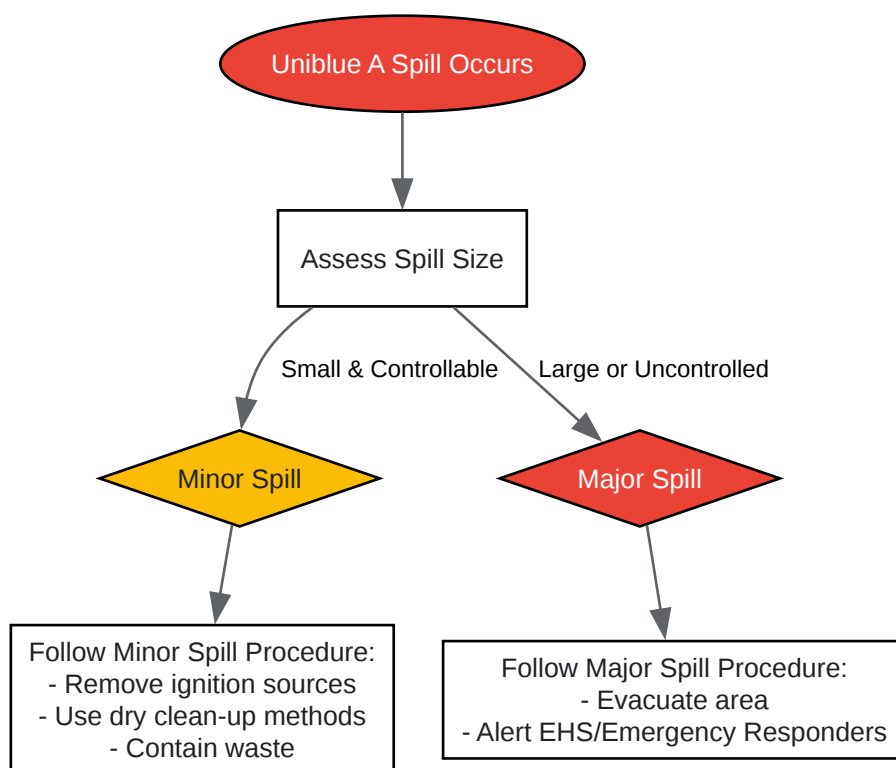 Uniblue A Spill Occurs
Assess Spill Size
Small & Controllable
Large or Uncontrolled
Minor Spill
Major Spill
Follow Minor Spill Procedure:
- Remove ignition sources
- Use dry clean-up methods
- Contain waste
Follow Major Spill Procedure:
- Evacuate area
- Alert EHS/Emergency Responders